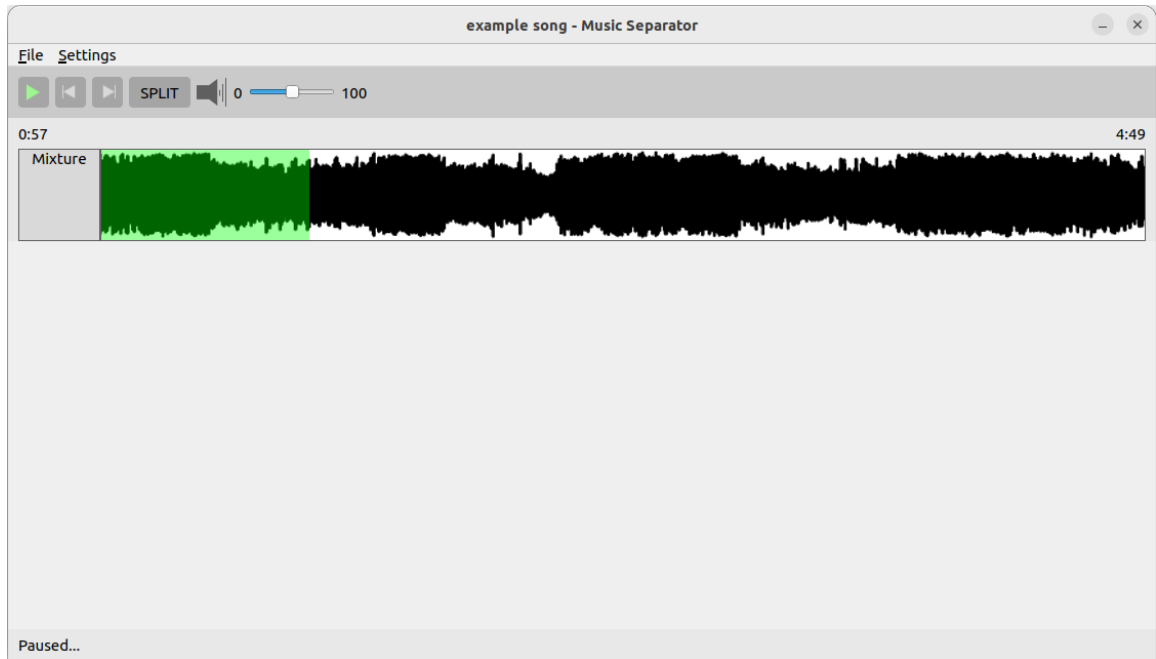 example song - Music Separator
File Settings
SPLIT 0 100
0:57 4:49
Mixture
Paused...